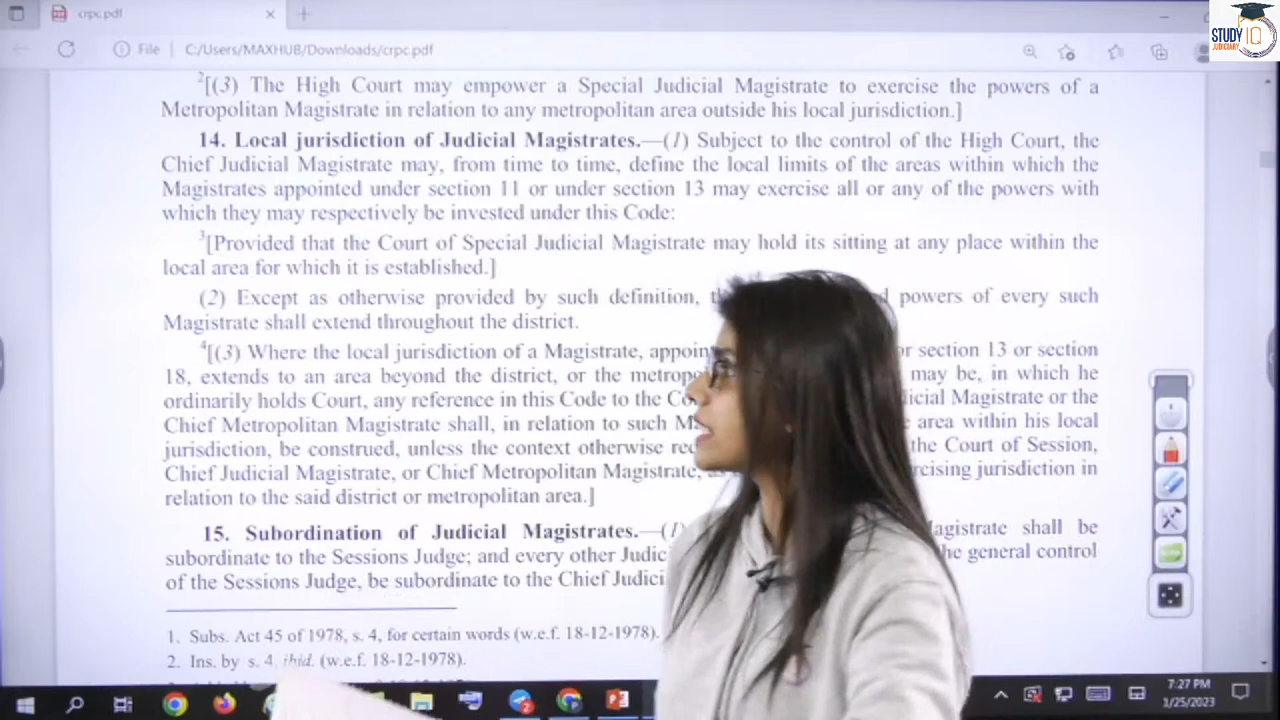 crpc.pdf
STUDY IQ
JUDICIARY
File C:/Users/MAXHUB/Downloads/crpc.pdf
2[(3) The High Court may empower a Special Judicial Magistrate to exercise the powers of a
Metropolitan Magistrate in relation to any metropolitan area outside his local jurisdiction.]
14. Local jurisdiction of Judicial Magistrates.—(1) Subject to the control of the High Court, the
Chief Judicial Magistrate may, from time to time, define the local limits of the areas within which the
Magistrates appointed under section 11 or under section 13 may exercise all or any of the powers with
which they may respectively be invested under this Code:
3[Provided that the Court of Special Judicial Magistrate may hold its sitting at any place within the
local area for which it is established.]
(2) Except as otherwise provided by such definition, powers of every such
Magistrate shall extend throughout the district.
4[(3) Where the local jurisdiction of a Magistrate, section 13 or section
18, extends to an area beyond the district, or the may be, in which he
ordinarily holds Court, any reference in this Code to the Magistrate or the
Chief Metropolitan Magistrate shall, in relation to such area within his local
jurisdiction, be construed, unless the context otherwise the Court of Session,
Chief Judicial Magistrate, or Chief Metropolitan Magistrate, jurisdiction in
relation to the said district or metropolitan area.]
15. Subordination of Judicial Magistrates.—(1) Magistrate shall be
subordinate to the Sessions Judge; and every other the general control
of the Sessions Judge, be subordinate to the Chief
1. Subs. Act 45 of 1978, s. 4, for certain words (w.e.f. 18-12-1978).
2. Ins. by s. 4, ibid. (w.e.f. 18-12-1978).
7:27 PM
1/25/2023